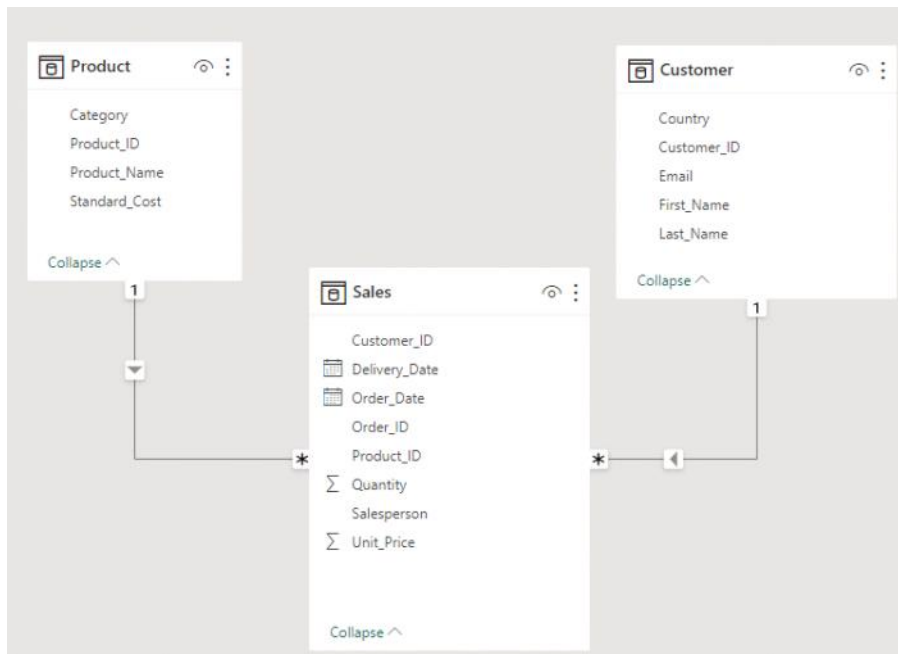 Product
Category
Product_ID
Product_Name
Standard_Cost
Collapse
1
Customer
Country
Customer_ID
Email
First_Name
Last_Name
Collapse
1
Sales
Customer_ID
Delivery_Date
Order_Date
Order_ID
Product_ID
* *
∑ Quantity
Salesperson
∑ Unit_Price
Collapse